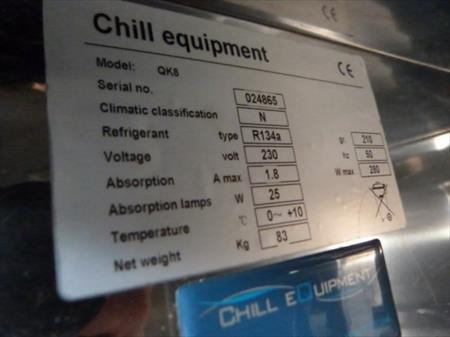 Chill equipment
CE
Model: QK8
Serial no. 024865
Climatic classification N
Refrigerant type R134a gr. 210
Voltage volt 230 hz 50
Absorption A max 1.8 W max 280
Absorption lamps W 25
Temperature °C 0~ +10
Net weight Kg 83
CHILL EQUIPMENT